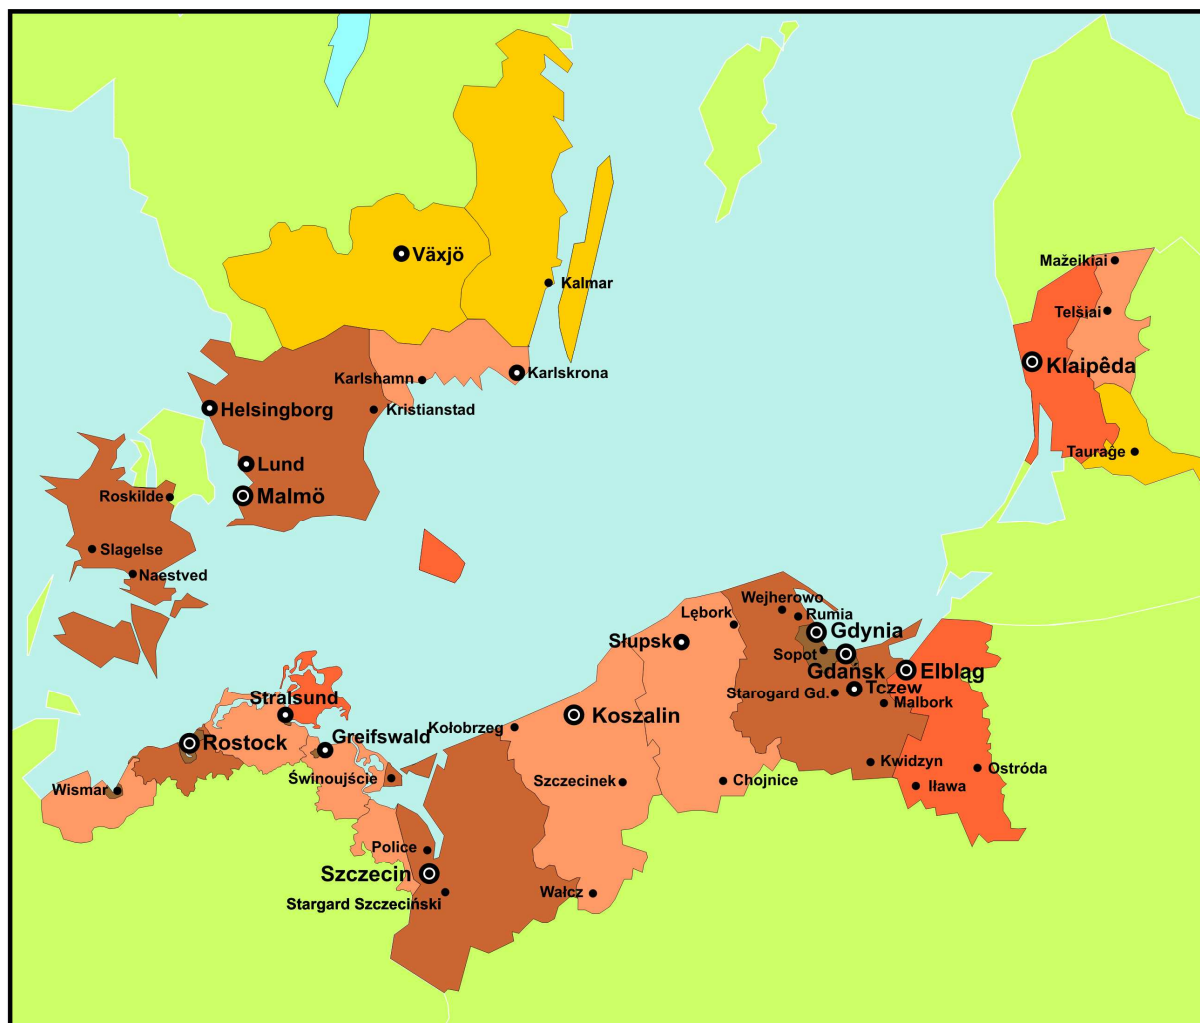 Växjö
Kalmar
Mažeikiai
Telšiai
Klaipêda
Karlshamn
Karlskrona
Helsingborg
Kristianstad
Tauraĝe
Lund
Roskilde
Malmö
Slagelse
Naestved
Wejherowo
Lębork
Rumia
Gdynia
Słupsk
Sopot
Gdańsk
Elbląg
Tczew
Starogard Gd.
Malbork
Stralsund
Koszalin
Kołobrzeg
Rostock
Greifswald
Kwidzyn
Ostróda
Świnoujście
Szczecinek
Chojnice
Iława
Wismar
Police
Szczecin
Wałcz
Stargard Szczeciński